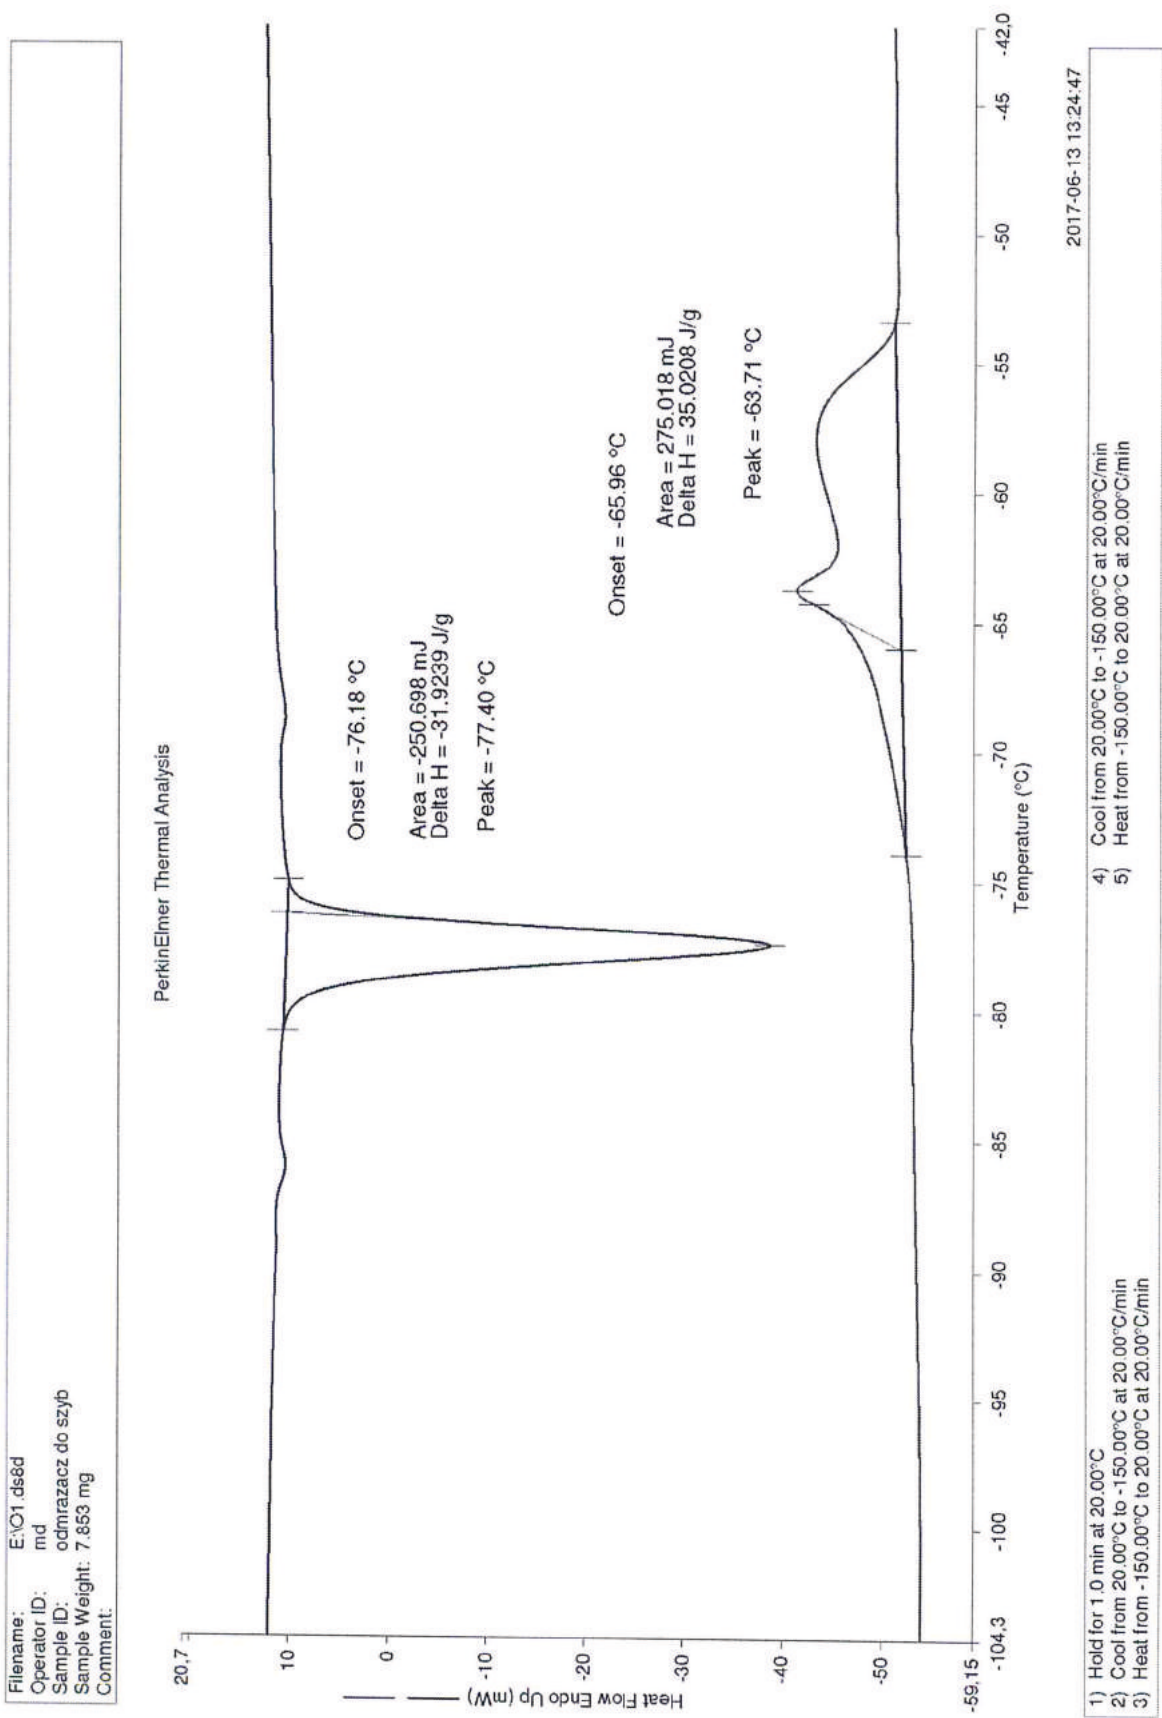 Filename: E:\O1.ds8d
Operator ID: md
Sample ID: odmrazacz do szyb
Sample Weight: 7.853 mg
Comment:
PerkinElmer Thermal Analysis
Onset = -76.18 °C
Area = -250.698 mJ
Delta H = -31.9239 J/g
Peak = -77.40 °C
Onset = -65.96 °C
Area = 275.018 mJ
Delta H = 35.0208 J/g
Peak = -63.71 °C
Heat Flow Endo Up (mW)
20,7
10
0
-10
-20
-30
-40
-50
-59,15
-104.3
-100
-95
-90
-85
-80
-75
-70
-65
-60
-55
-50
-45
-42,0
Temperature (°C)
2017-06-13 13:24:47
1) Hold for 1.0 min at 20.00°C
2) Cool from 20.00°C to -150.00°C at 20.00°C/min
3) Heat from -150.00°C to 20.00°C at 20.00°C/min
4) Cool from 20.00°C to -150.00°C at 20.00°C/min
5) Heat from -150.00°C to 20.00°C at 20.00°C/min